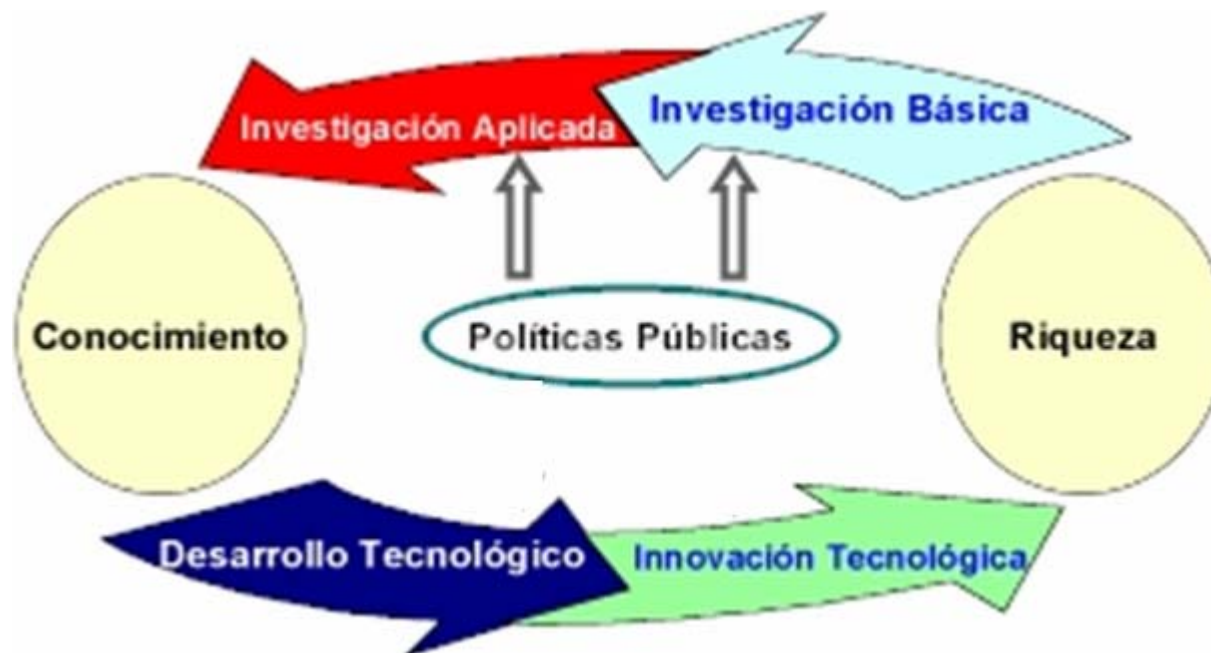 Investigación Básica
Investigación Aplicada
Conocimiento
Políticas Públicas
Riqueza
Desarrollo Tecnológico
Innovación Tecnológica